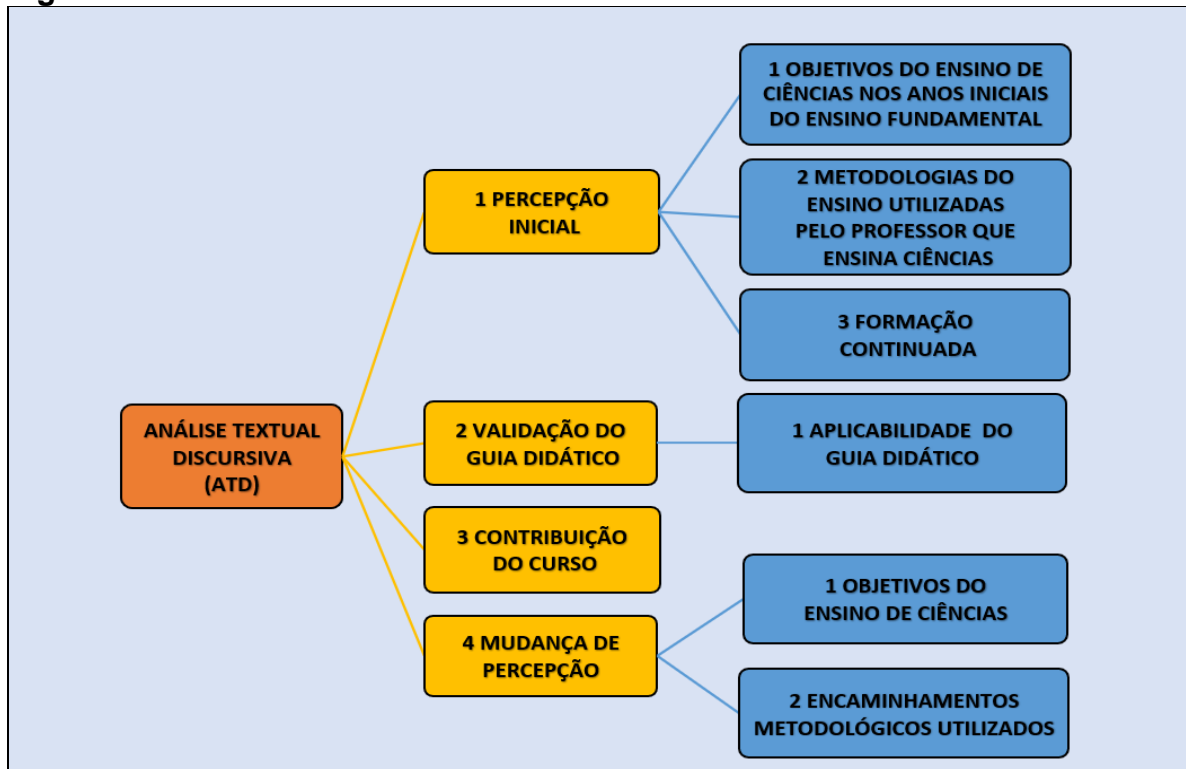 1 OBJETIVOS DO ENSINO DE
CIÊNCIAS NOS ANOS INICIAIS
DO ENSINO FUNDAMENTAL
1 PERCEPÇÃO
INICIAL
2 METODOLOGIAS DO
ENSINO UTILIZADAS
PELO PROFESSOR QUE
ENSINA CIÊNCIAS
3 FORMAÇÃO
CONTINUADA
ANÁLISE TEXTUAL
DISCURSIVA
(ATD)
2 VALIDAÇÃO DO
GUIA DIDÁTICO
1 APLICABILIDADE DO
GUIA DIDÁTICO
3 CONTRIBUIÇÃO
DO CURSO
4 MUDANÇA DE
PERCEPÇÃO
1 OBJETIVOS DO
ENSINO DE CIÊNCIAS
2 ENCAMINHAMENTOS
METODOLÓGICOS UTILIZADOS